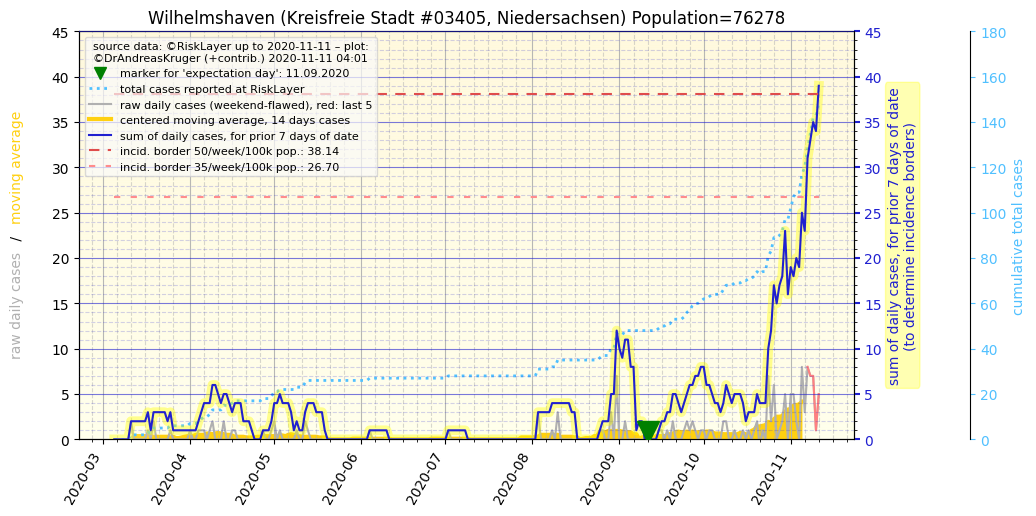 Wilhelmshaven (Kreisfreie Stadt #03405, Niedersachsen) Population=76278
source data: ©RiskLayer up to 2020-11-11 – plot:
©DrAndreasKruger (+contrib.) 2020-11-11 04:01
marker for 'expectation day': 11.09.2020
total cases reported at RiskLayer
raw daily cases (weekend-flawed), red: last 5
centered moving average, 14 days cases
sum of daily cases, for prior 7 days of date
incid. border 50/week/100k pop.: 38.14
incid. border 35/week/100k pop.: 26.70
raw daily cases / moving average
45
40
35
30
25
20
15
10
5
0
2020-03
2020-04
2020-05
2020-06
2020-07
2020-08
2020-09
2020-10
2020-11
45
40
35
30
25
20
15
10
5
0
sum of daily cases, for prior 7 days of date
(to determine incidence borders)
180
160
140
120
100
80
60
40
20
0
cumulative total cases